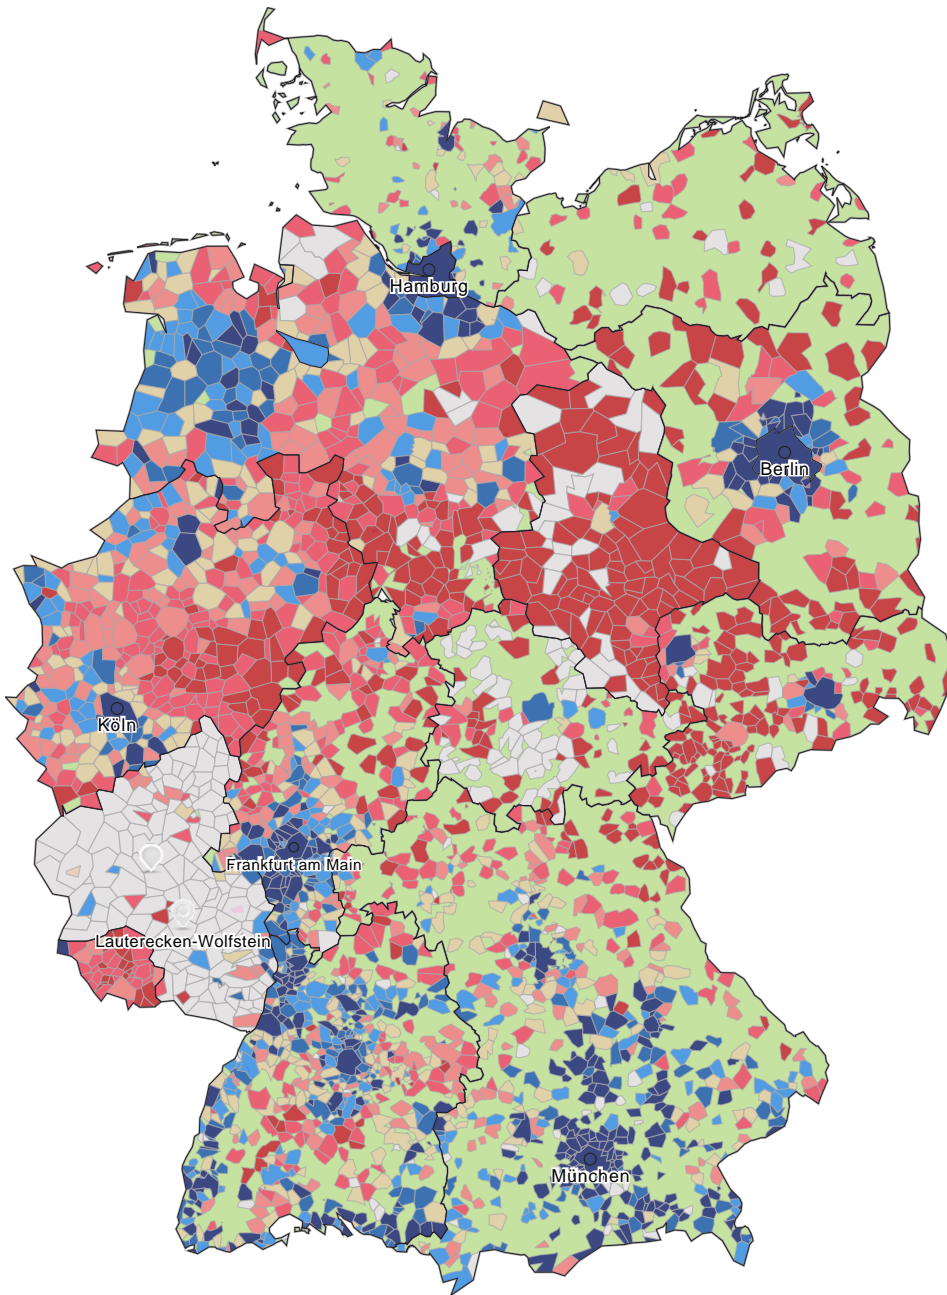 Hamburg
Berlin
Köln
Frankfurt am Main
Lauterecken-Wolfstein
München